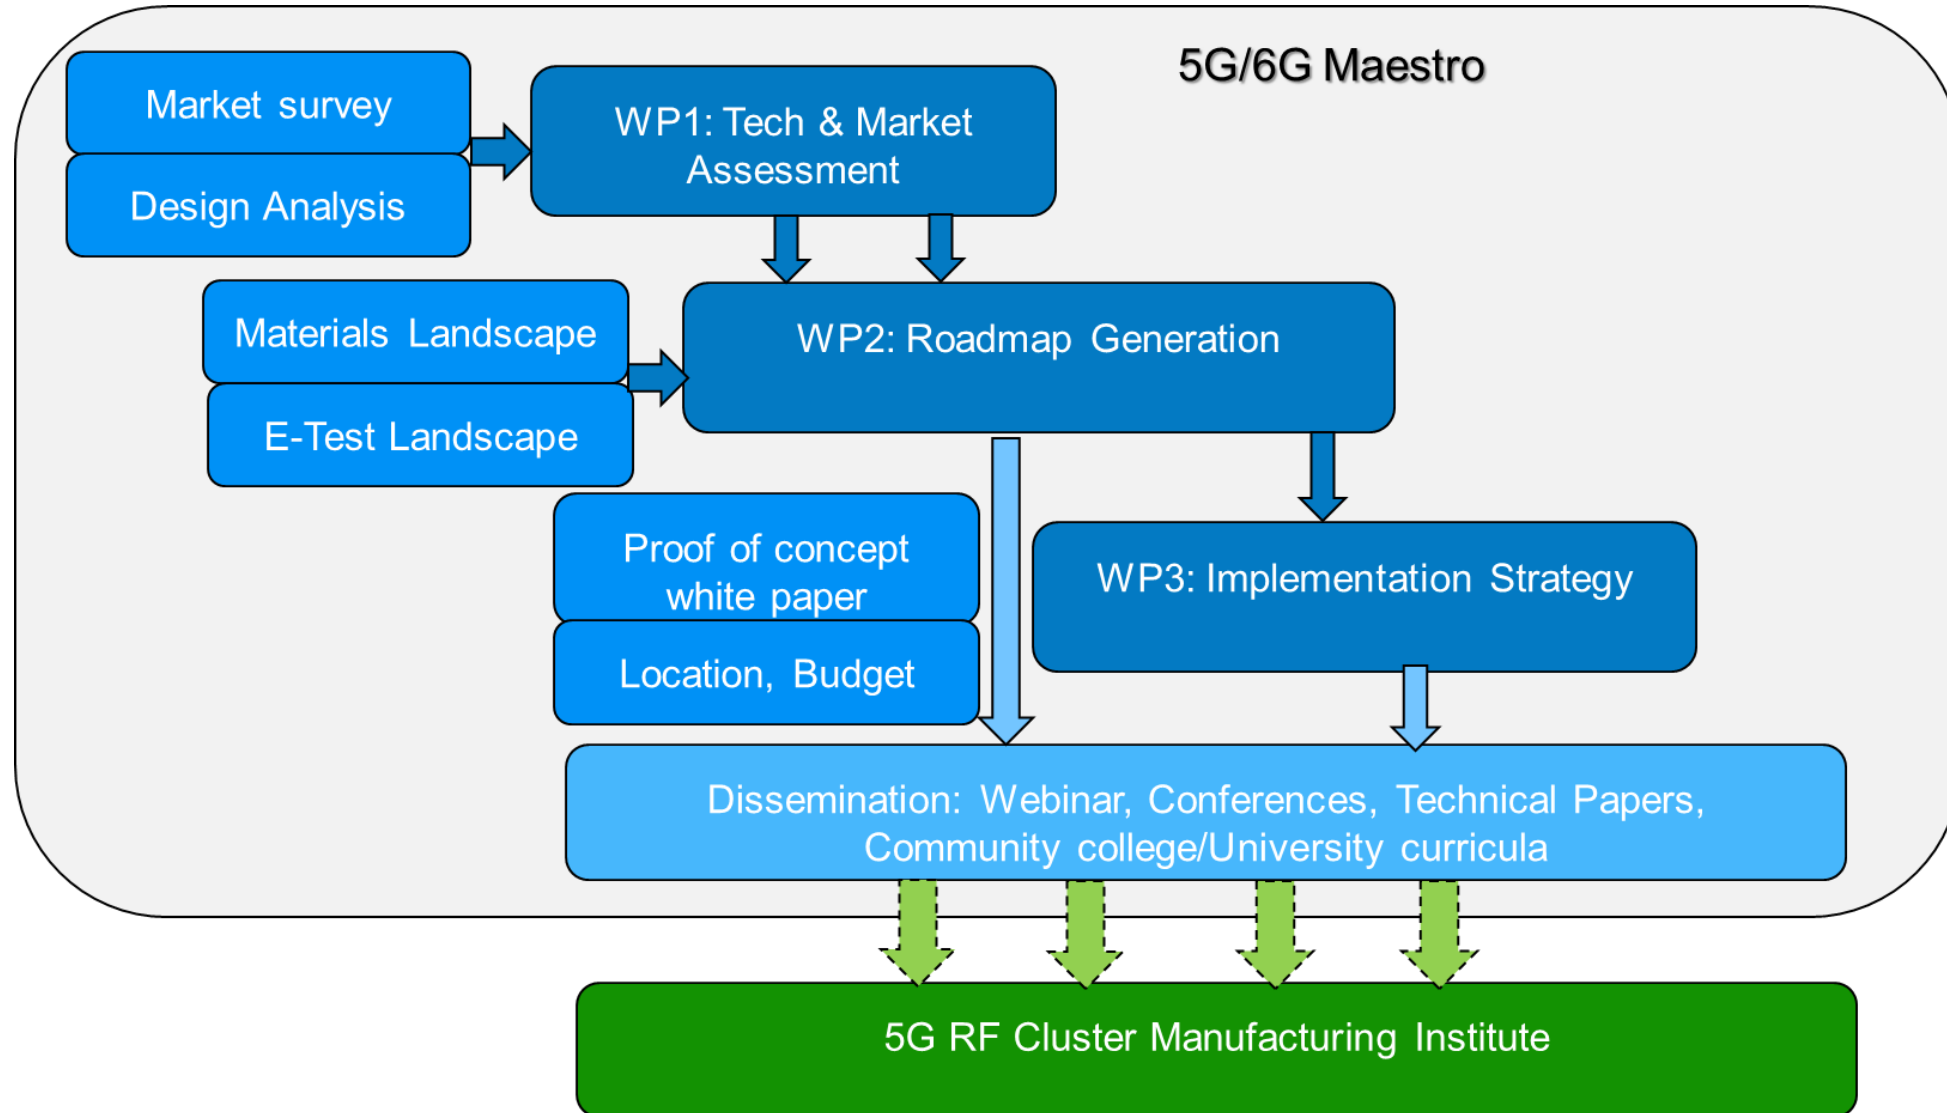 5G/6G Maestro
Market survey
Design Analysis
WP1: Tech & Market
Assessment
Materials Landscape
E-Test Landscape
WP2: Roadmap Generation
Proof of concept
white paper
Location, Budget
WP3: Implementation Strategy
Dissemination: Webinar, Conferences, Technical Papers,
Community college/University curricula
5G RF Cluster Manufacturing Institute